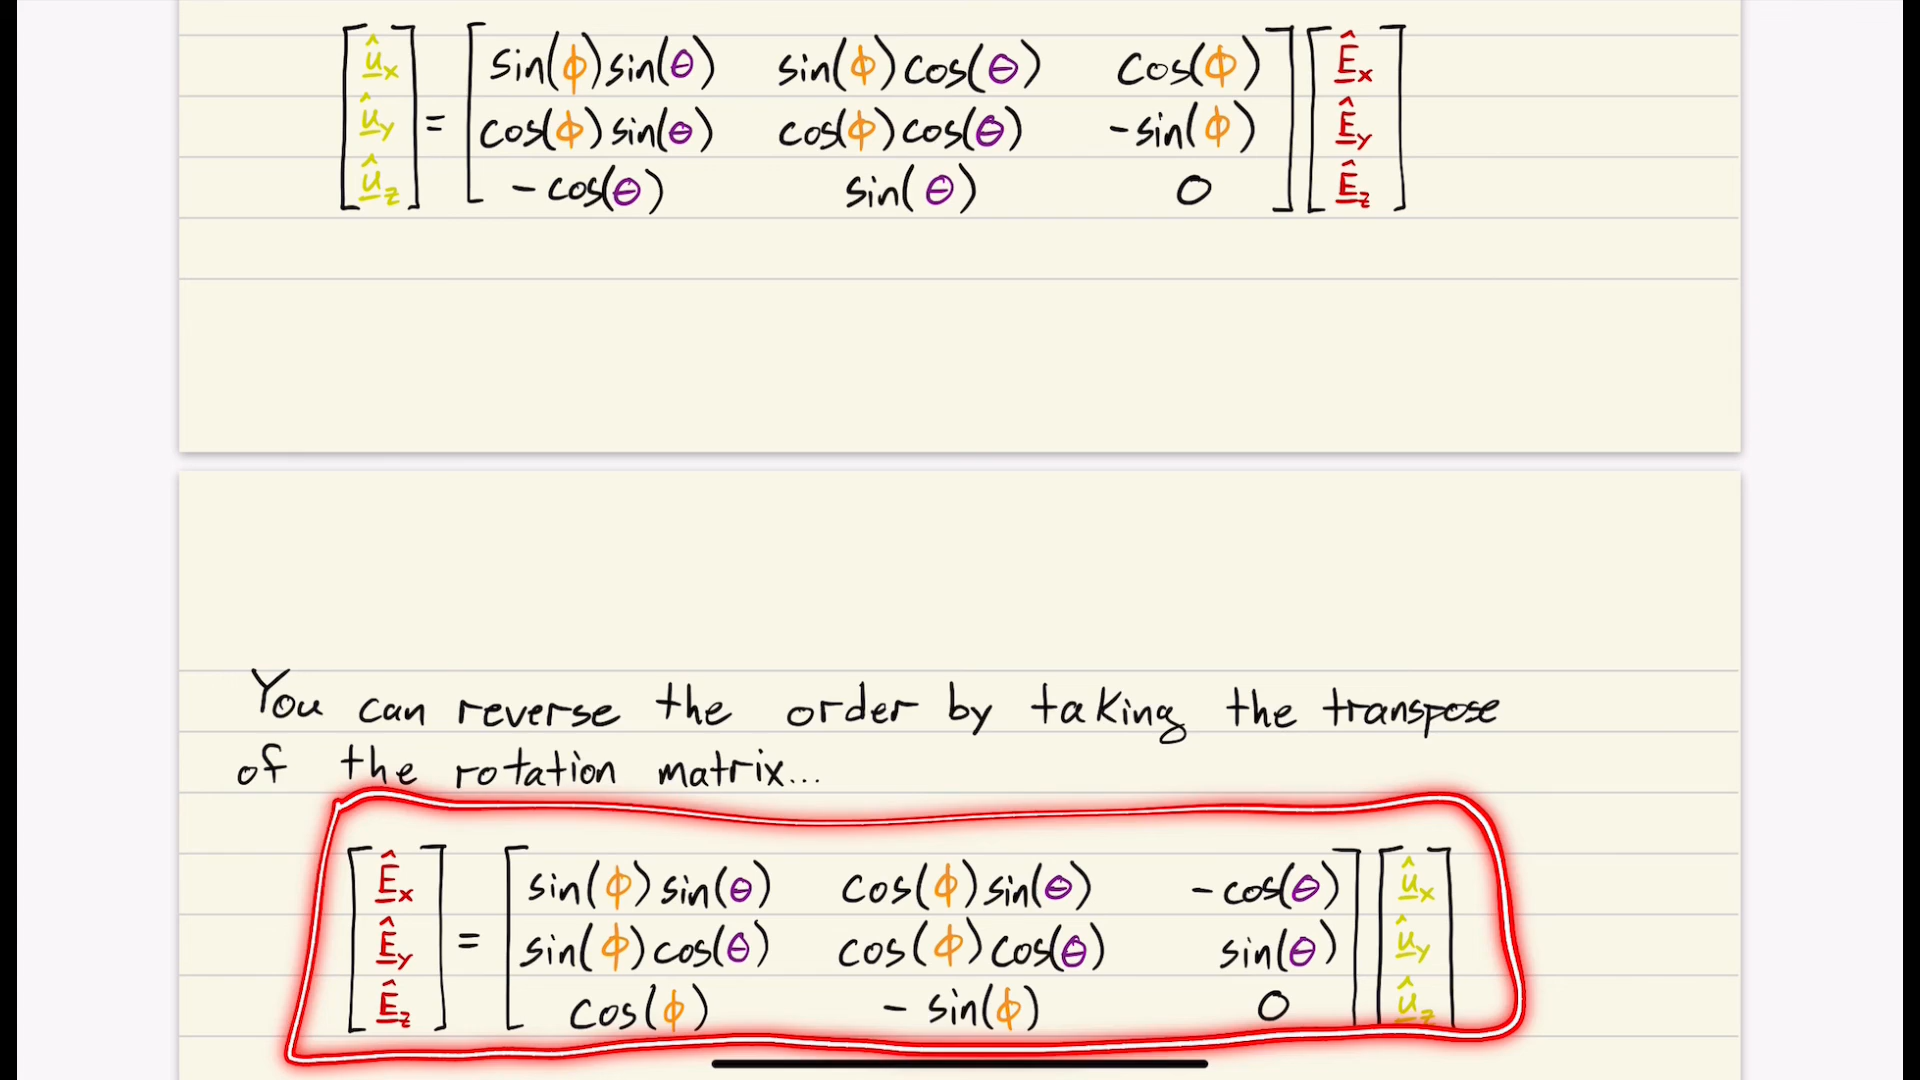 [û_x] = [sin(ϕ)sin(θ) sin(ϕ)cos(θ) cos(ϕ)] [Ê_x]
[û_y] = [cos(ϕ)sin(θ) cos(ϕ)cos(θ) -sin(ϕ)] [Ê_y]
[û_z] = [-cos(θ) sin(θ) 0] [Ê_z]
You can reverse the order by taking the transpose
of the rotation matrix...
[Ê_x] = [sin(ϕ)sin(θ) cos(ϕ)sin(θ) -cos(θ)] [û_x]
[Ê_y] = [sin(ϕ)cos(θ) cos(ϕ)cos(θ) sin(θ)] [û_y]
[Ê_z] = [cos(ϕ) -sin(ϕ) 0] [û_z]